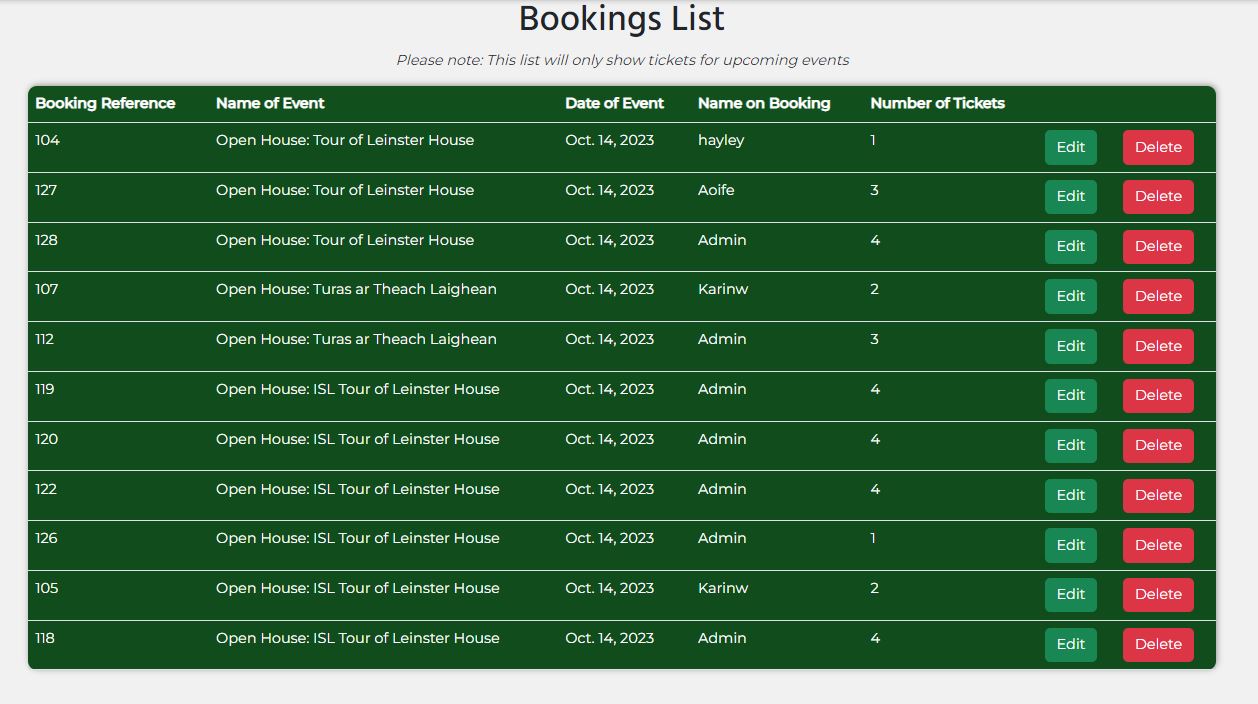 Bookings List
Please note: This list will only show tickets for upcoming events
Booking Reference Name of Event Date of Event Name on Booking Number of Tickets
104 Open House: Tour of Leinster House Oct. 14, 2023 hayley 1 Edit Delete
127 Open House: Tour of Leinster House Oct. 14, 2023 Aoife 3 Edit Delete
128 Open House: Tour of Leinster House Oct. 14, 2023 Admin 4 Edit Delete
107 Open House: Turas ar Theach Laighean Oct. 14, 2023 Karinw 2 Edit Delete
112 Open House: Turas ar Theach Laighean Oct. 14, 2023 Admin 3 Edit Delete
119 Open House: ISL Tour of Leinster House Oct. 14, 2023 Admin 4 Edit Delete
120 Open House: ISL Tour of Leinster House Oct. 14, 2023 Admin 4 Edit Delete
122 Open House: ISL Tour of Leinster House Oct. 14, 2023 Admin 4 Edit Delete
126 Open House: ISL Tour of Leinster House Oct. 14, 2023 Admin 1 Edit Delete
105 Open House: ISL Tour of Leinster House Oct. 14, 2023 Karinw 2 Edit Delete
118 Open House: ISL Tour of Leinster House Oct. 14, 2023 Admin 4 Edit Delete